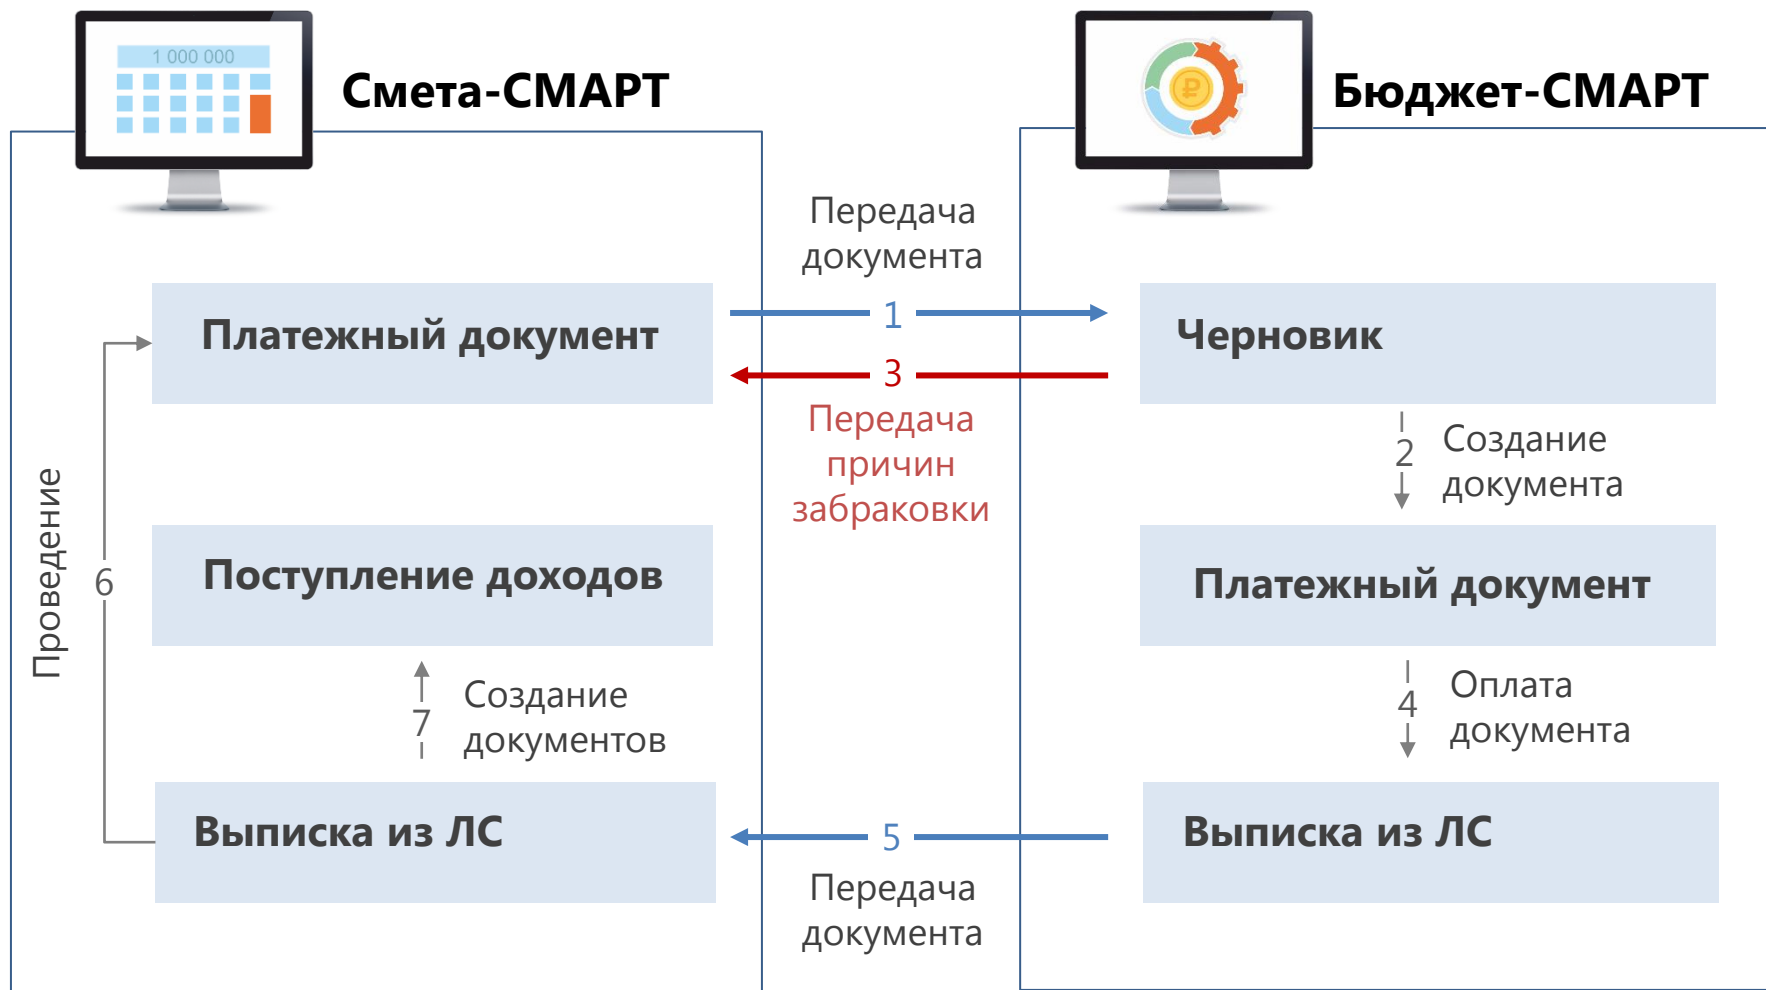 1 000 000
Смета-СМАРТ
Бюджет-СМАРТ
Передача
документа
Платежный документ
1
Черновик
3
Передача
причин
забраковки
2
Создание
документа
Проведение
6
Поступление доходов
Платежный документ
7
Создание
документов
4
Оплата
документа
Выписка из ЛС
5
Выписка из ЛС
Передача
документа